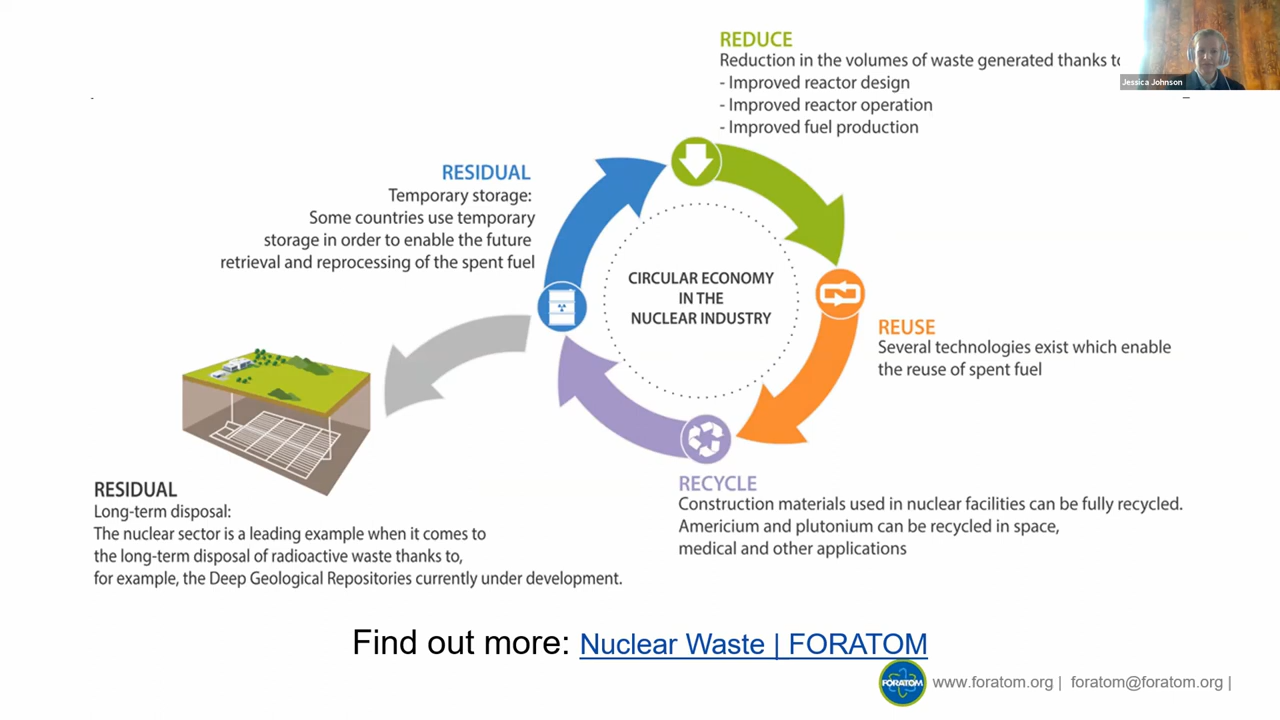 REDUCE
Reduction in the volumes of waste generated thanks to
- Improved reactor design
- Improved reactor operation
- Improved fuel production
Jessica Johnson
RESIDUAL
Temporary storage:
Some countries use temporary
storage in order to enable the future
retrieval and reprocessing of the spent fuel
CIRCULAR ECONOMY
IN THE
NUCLEAR INDUSTRY
REUSE
Several technologies exist which enable
the reuse of spent fuel
RECYCLE
Construction materials used in nuclear facilities can be fully recycled.
Americium and plutonium can be recycled in space,
medical and other applications
RESIDUAL
Long-term disposal:
The nuclear sector is a leading example when it comes to
the long-term disposal of radioactive waste thanks to,
for example, the Deep Geological Repositories currently under development.
Find out more: Nuclear Waste | FORATOM
FORATOM
www.foratom.org | foratom@foratom.org |